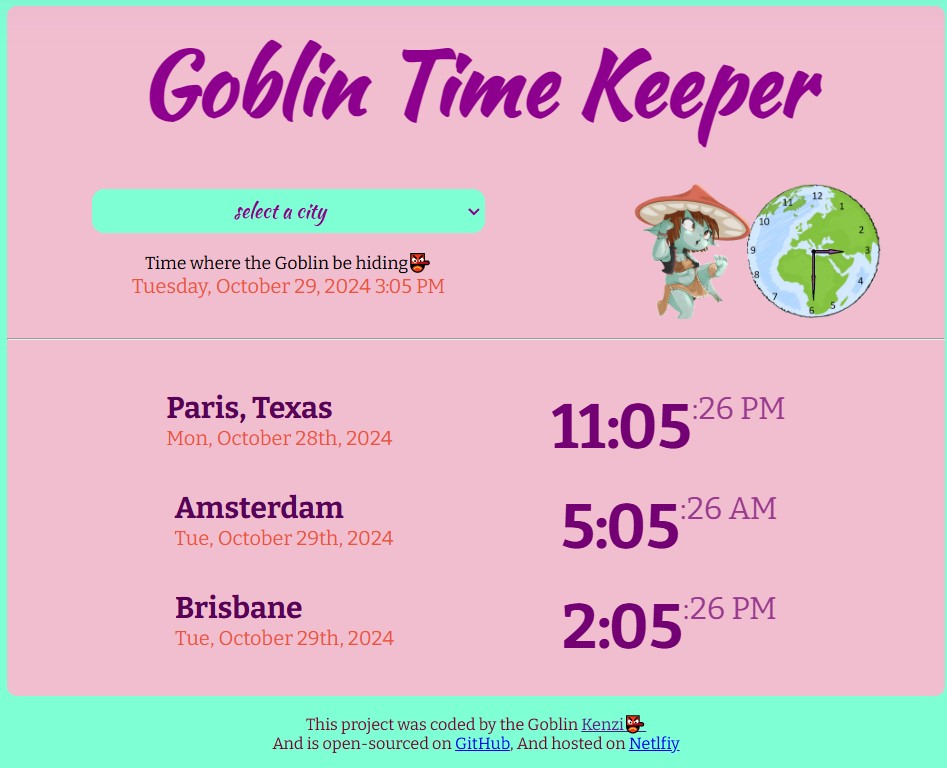 Goblin Time Keeper
select a city
Time where the Goblin be hiding👺
Tuesday, October 29, 2024 3:05 PM
12
11
1
10
2
9
3
8
4
7
5
6
Paris, Texas
11:05:26 PM
Mon, October 28th, 2024
Amsterdam
5:05:26 AM
Tue, October 29th, 2024
Brisbane
2:05:26 PM
Tue, October 29th, 2024
This project was coded by the Goblin Kenzi👺
And is open-sourced on GitHub, And hosted on Netlfiy